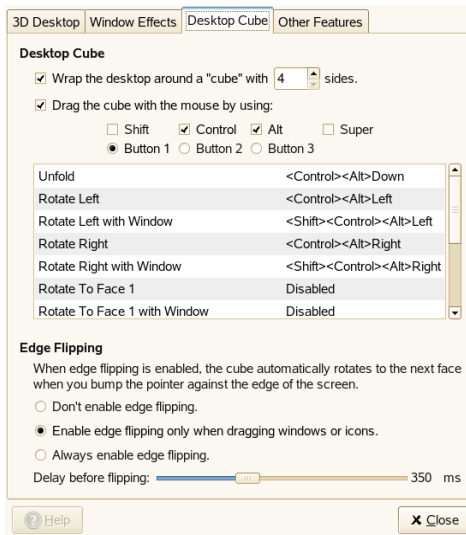 3D Desktop Window Effects Desktop Cube Other Features
Desktop Cube
Wrap the desktop around a "cube" with 4 sides.
Drag the cube with the mouse by using:
Shift Control Alt Super
Button 1 Button 2 Button 3
Unfold <Control><Alt>Down
Rotate Left <Control><Alt>Left
Rotate Left with Window <Shift><Control><Alt>Left
Rotate Right <Control><Alt>Right
Rotate Right with Window <Shift><Control><Alt>Right
Rotate To Face 1 Disabled
Rotate To Face 1 with Window Disabled
Edge Flipping
When edge flipping is enabled, the cube automatically rotates to the next face
when you bump the pointer against the edge of the screen.
Don't enable edge flipping.
Enable edge flipping only when dragging windows or icons.
Always enable edge flipping.
Delay before flipping: 350 ms
Help Close